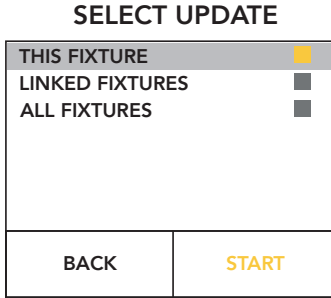 SELECT UPDATE
THIS FIXTURE
LINKED FIXTURES
ALL FIXTURES
BACK START